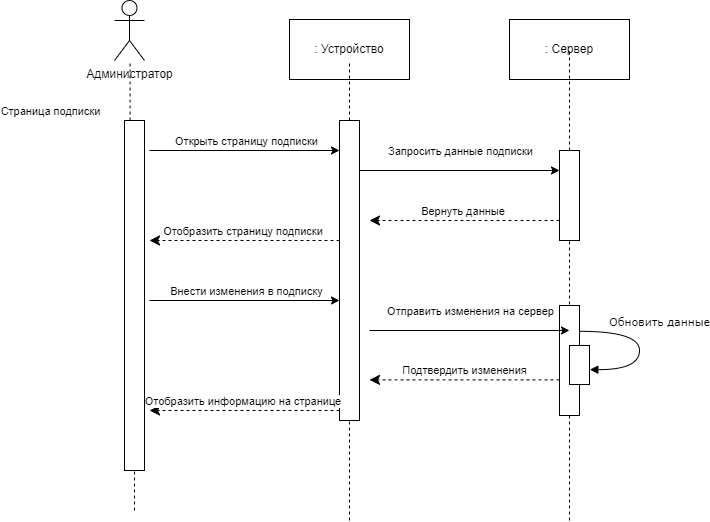 Администратор
: Устройство
: Сервер
Страница подписки
Открыть страницу подписки
Запросить данные подписки
Вернуть данные
Отобразить страницу подписки
Внести изменения в подписку
Отправить изменения на сервер
Обновить данные
Подтвердить изменения
Отобразить информацию на странице